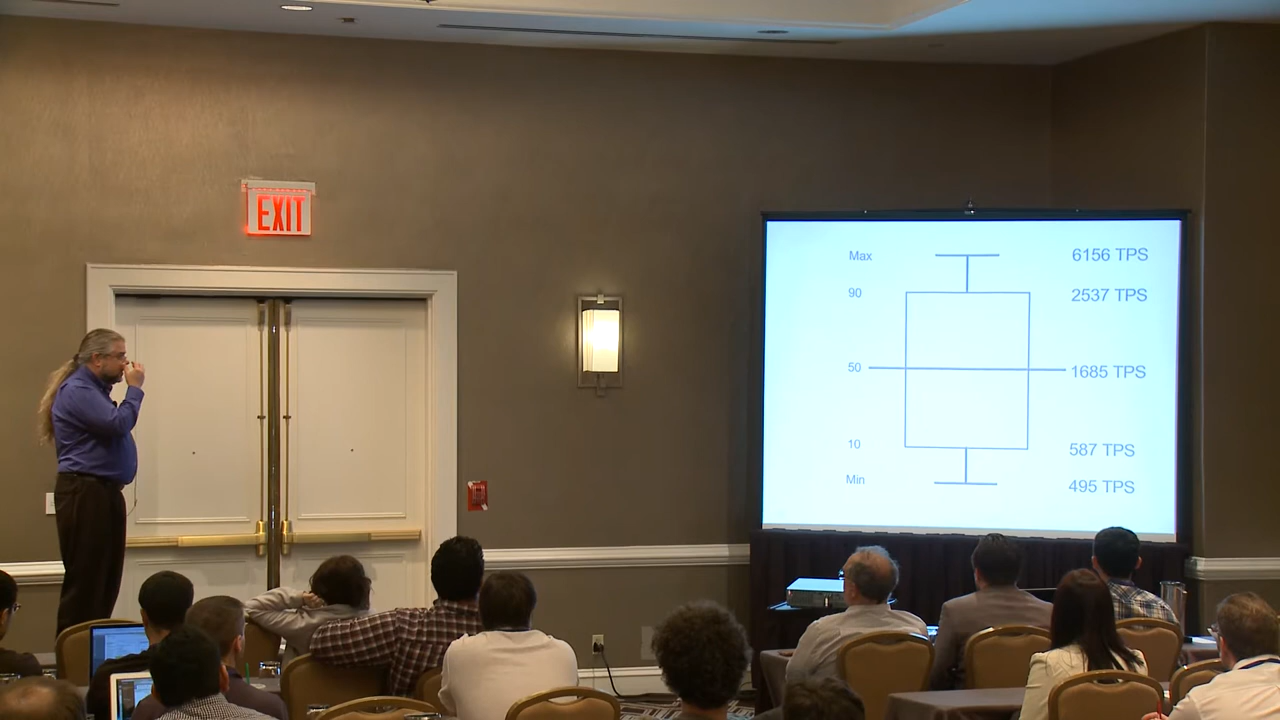 EXIT
Max 6156 TPS
90 2537 TPS
50 1685 TPS
10 587 TPS
Min 495 TPS